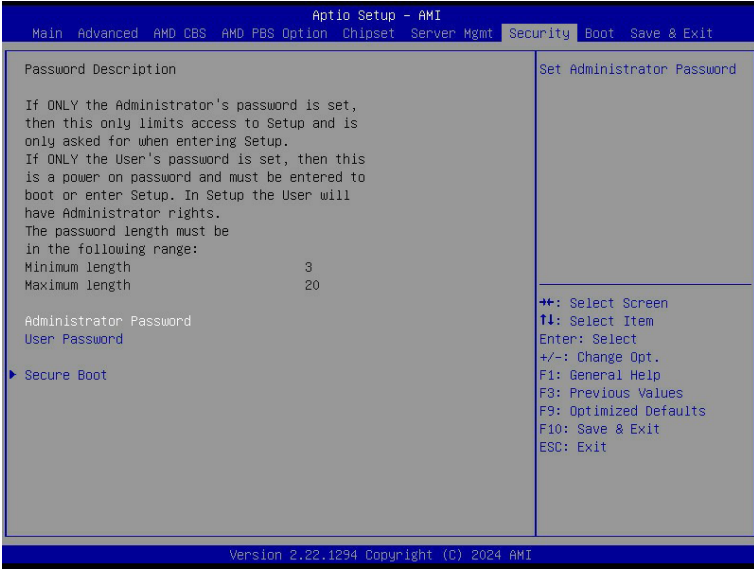 Aptio Setup - AMI
Main Advanced AMD CBS AMD PBS Option Chipset Server Mgmt Security Boot Save & Exit
Password Description
If ONLY the Administrator's password is set,
then this only limits access to Setup and is
only asked for when entering Setup.
If ONLY the User's password is set, then this
is a power on password and must be entered to
boot or enter Setup. In Setup the User will
have Administrator rights.
The password length must be
in the following range:
Minimum length 3
Maximum length 20
Administrator Password
User Password
Secure Boot
Set Administrator Password
→←: Select Screen
↑↓: Select Item
Enter: Select
+/-: Change Opt.
F1: General Help
F3: Previous Values
F9: Optimized Defaults
F10: Save & Exit
ESC: Exit
Version 2.22.1294 Copyright (C) 2024 AMI